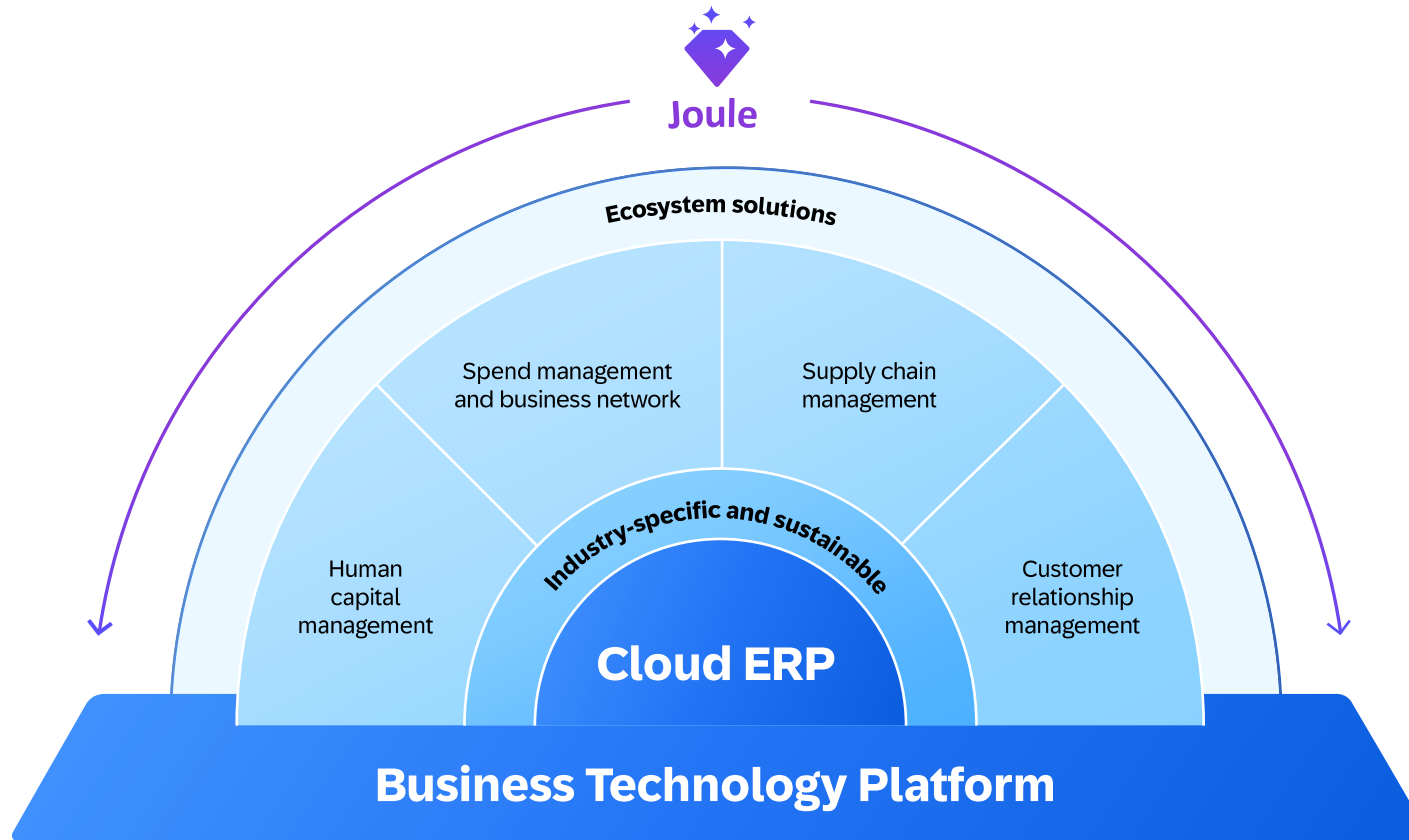 Joule
Ecosystem solutions
Spend management
and business network
Supply chain
management
Industry-specific and sustainable
Human
capital
management
Customer
relationship
management
Cloud ERP
Business Technology Platform